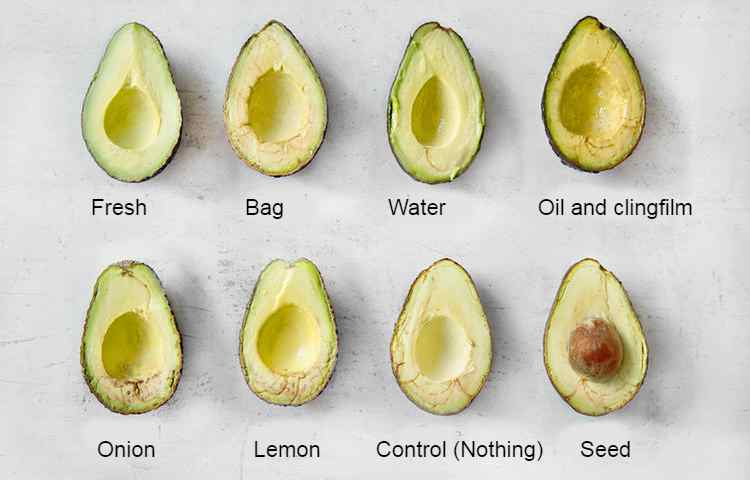 Fresh
Bag
Water
Oil and clingfilm
Onion
Lemon
Control (Nothing)
Seed